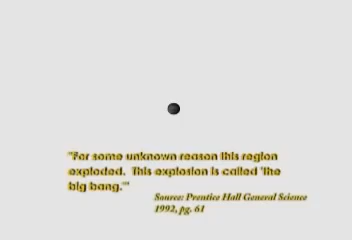 "For some unknown reason this region
exploded. This explosion is called 'the
big bang.'"
Source: Prentice Hall General Science
1992, pg. 61